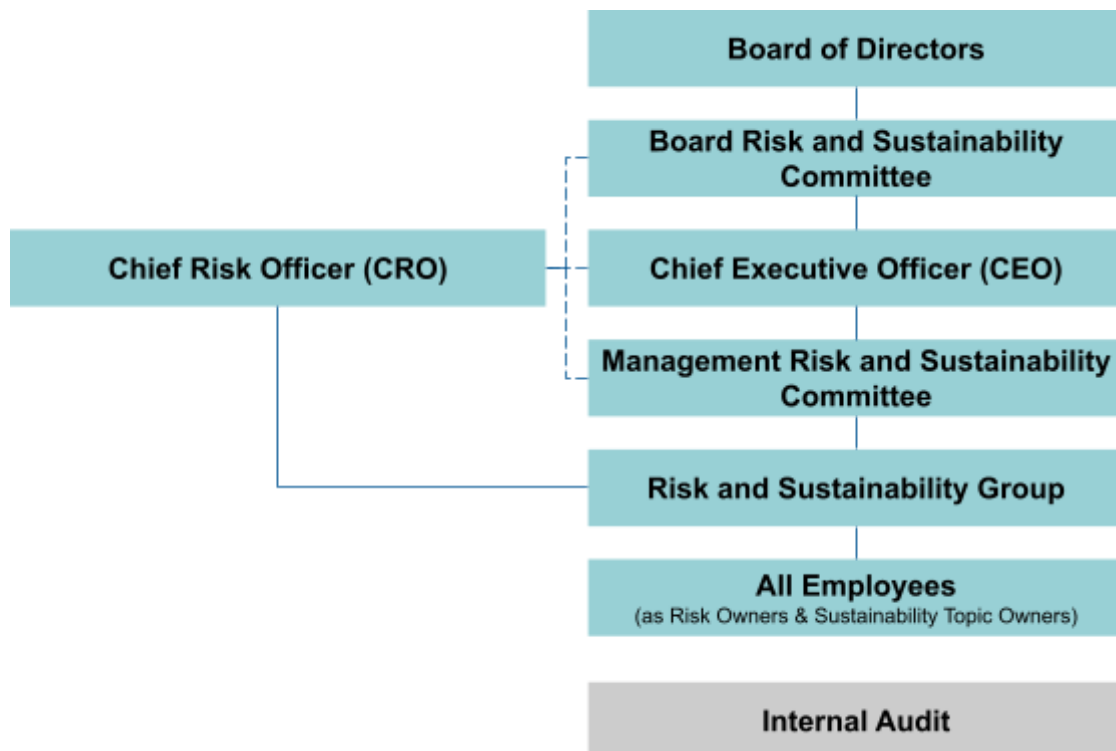 Board of Directors
Board Risk and Sustainability
Committee
Chief Risk Officer (CRO)
Chief Executive Officer (CEO)
Management Risk and Sustainability
Committee
Risk and Sustainability Group
All Employees
(as Risk Owners & Sustainability Topic Owners)
Internal Audit